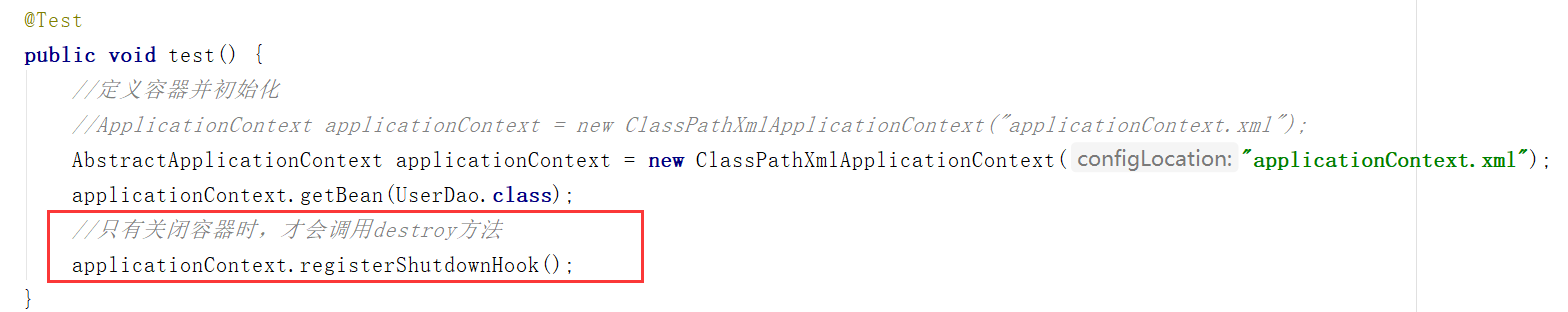 @Test
public void test() {
//定义容器并初始化
//ApplicationContext applicationContext = new ClassPathXmlApplicationContext("applicationContext.xml");
AbstractApplicationContext applicationContext = new ClassPathXmlApplicationContext( configLocation: "applicationContext.xml");
applicationContext.getBean(UserDao.class);
//只有关闭容器时，才会调用destroy方法
applicationContext.registerShutdownHook();
}